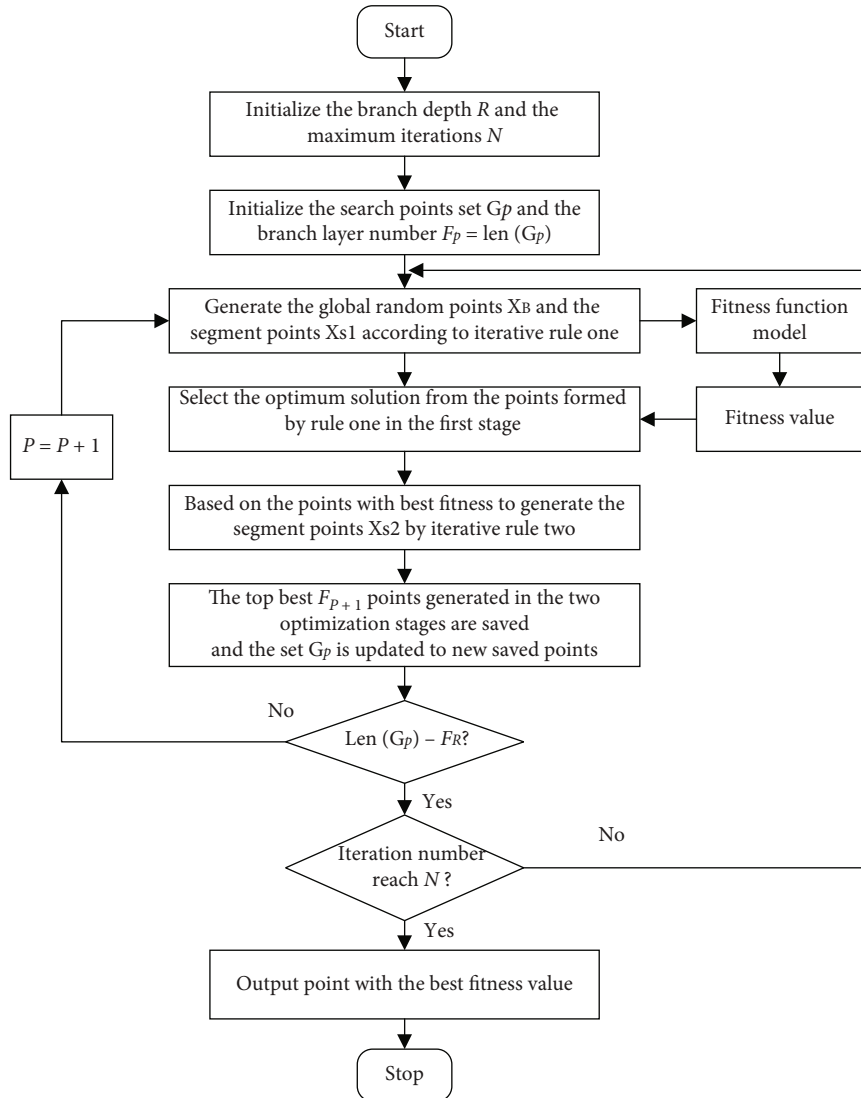 Start
Initialize the branch depth R and the
maximum iterations N
Initialize the search points set Gp and the
branch layer number Fp = len (Gp)
Generate the global random points XB and the
segment points Xs1 according to iterative rule one
Fitness function
model
Select the optimum solution from the points formed
by rule one in the first stage
Fitness value
P = P + 1
Based on the points with best fitness to generate the
segment points Xs2 by iterative rule two
The top best FP + 1 points generated in the two
optimization stages are saved
and the set Gp is updated to new saved points
No
Len (Gp) – FR?
Yes
No
Iteration number
reach N ?
Yes
Output point with the best fitness value
Stop